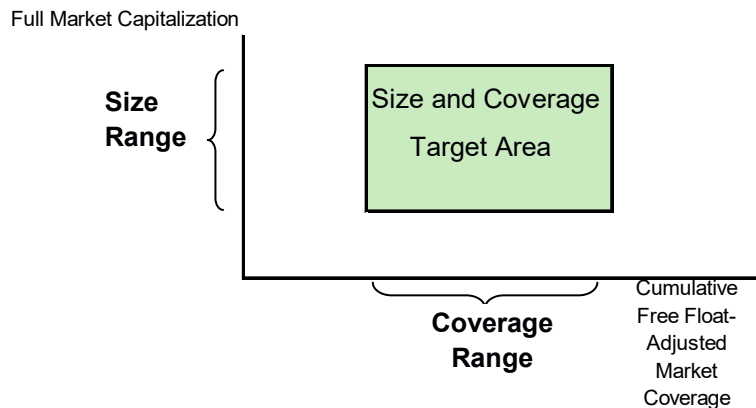 Full Market Capitalization
Size
Range
Size and Coverage
Target Area
Coverage
Range
Cumulative
Free Float-
Adjusted
Market
Coverage